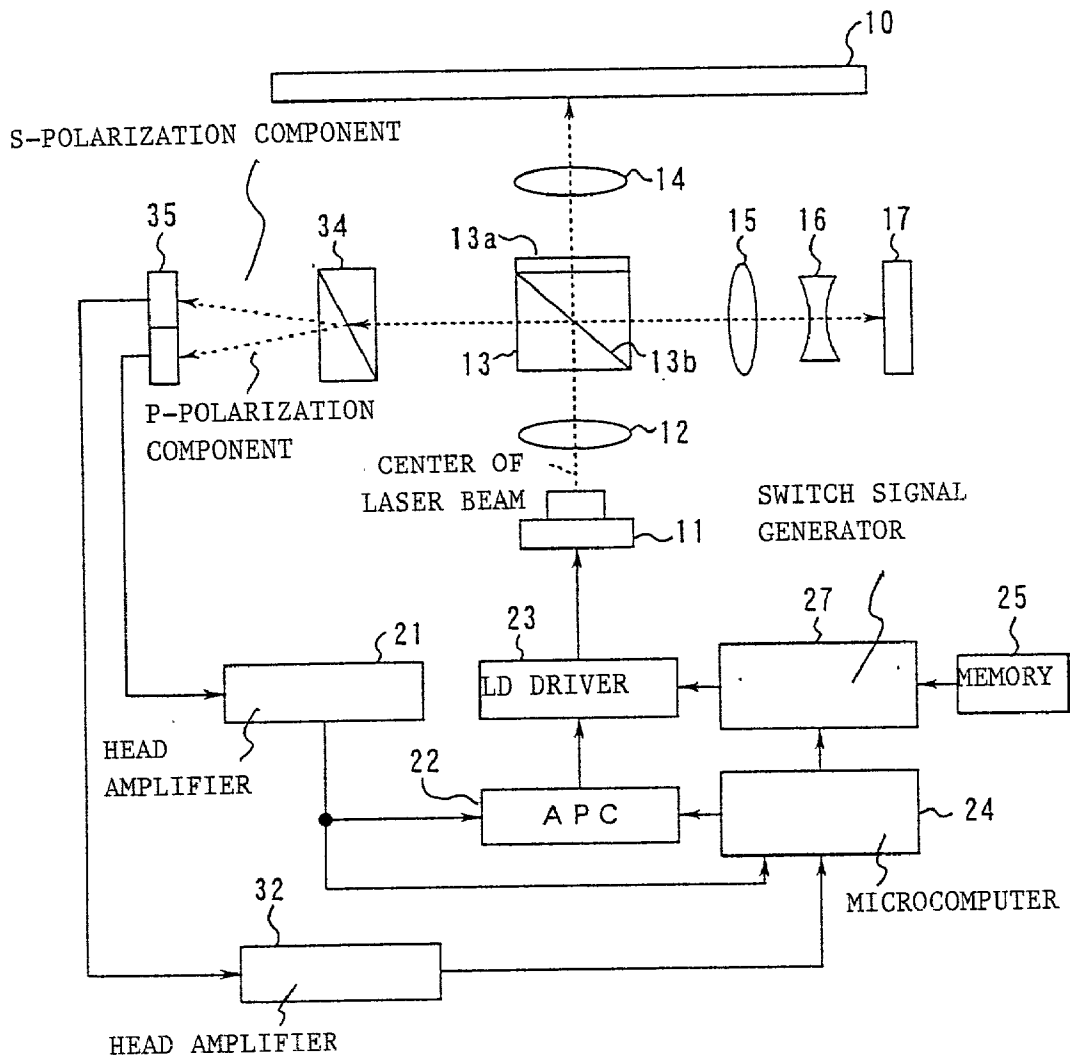 10
S-POLARIZATION COMPONENT
14
35
34
13a
15
16
17
13
13b
P-POLARIZATION
COMPONENT
12
CENTER OF
LASER BEAM
11
SWITCH SIGNAL
GENERATOR
21
23
27
25
LD DRIVER
MEMORY
HEAD
AMPLIFIER
22
APC
24
MICROCOMPUTER
32
HEAD AMPLIFIER